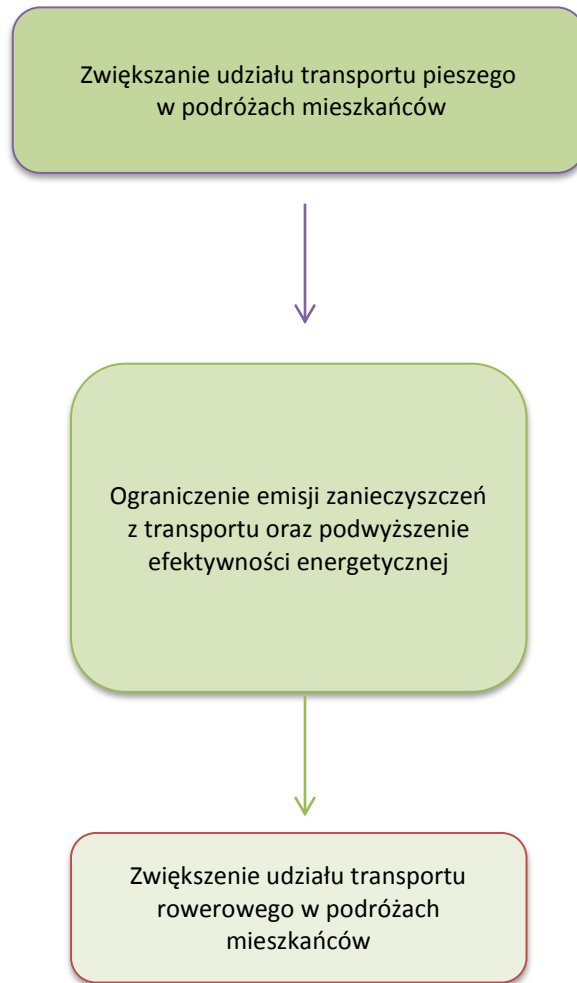 Zwiększanie udziału transportu pieszego
w podróżach mieszkańców
Ograniczenie emisji zanieczyszczeń
z transportu oraz podwyższenie
efektywności energetycznej
Zwiększenie udziału transportu
rowerowego w podróżach
mieszkańców